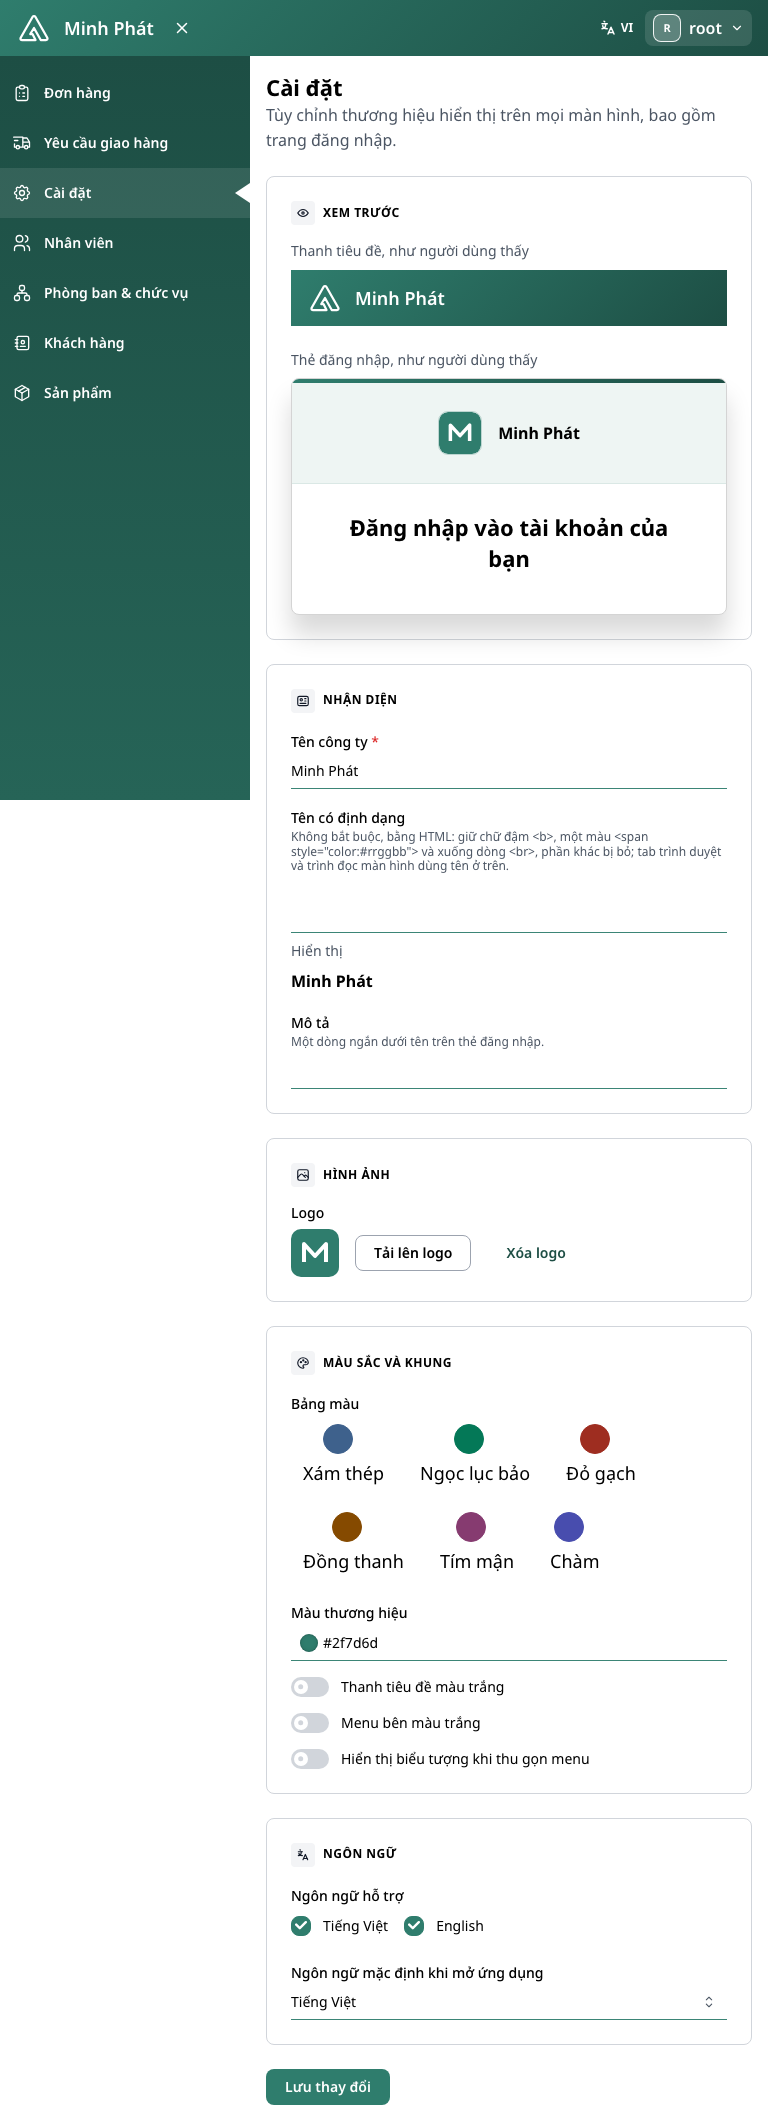 Minh Phát
VI
R
root
Đơn hàng
Yêu cầu giao hàng
Cài đặt
Nhân viên
Phòng ban & chức vụ
Khách hàng
Sản phẩm
Cài đặt
Tùy chỉnh thương hiệu hiển thị trên mọi màn hình, bao gồm
trang đăng nhập.
XEM TRƯỚC
Thanh tiêu đề, như người dùng thấy
Minh Phát
Thẻ đăng nhập, như người dùng thấy
M
Minh Phát
Đăng nhập vào tài khoản của
bạn
NHẬN DIỆN
Tên công ty *
Minh Phát
Tên có định dạng
Không bắt buộc, bằng HTML: giữ chữ đậm <b>, một màu <span
style="color:#rrggbb"> và xuống dòng <br>, phần khác bị bỏ; tab trình duyệt
và trình đọc màn hình dùng tên ở trên.
Hiển thị
Minh Phát
Mô tả
Một dòng ngắn dưới tên trên thẻ đăng nhập.
HÌNH ẢNH
Logo
M
Tải lên logo
Xóa logo
MÀU SẮC VÀ KHUNG
Bảng màu
Xám thép
Ngọc lục bảo
Đỏ gạch
Đồng thanh
Tím mận
Chàm
Màu thương hiệu
#2f7d6d
Thanh tiêu đề màu trắng
Menu bên màu trắng
Hiển thị biểu tượng khi thu gọn menu
NGÔN NGỮ
Ngôn ngữ hỗ trợ
Tiếng Việt
English
Ngôn ngữ mặc định khi mở ứng dụng
Tiếng Việt
Lưu thay đổi